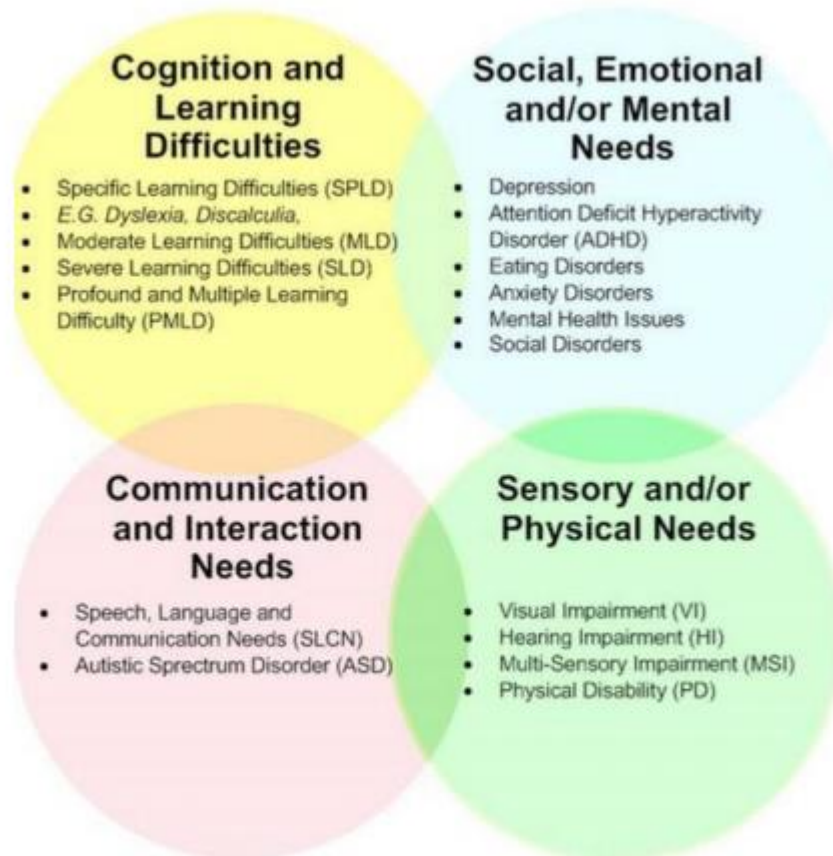 Cognition and
Learning
Difficulties
• Specific Learning Difficulties (SPLD)
• E.G. Dyslexia, Discalculia,
• Moderate Learning Difficulties (MLD)
• Severe Learning Difficulties (SLD)
• Profound and Multiple Learning
Difficulty (PMLD)
Social, Emotional
and/or Mental
Needs
• Depression
• Attention Deficit Hyperactivity
Disorder (ADHD)
• Eating Disorders
• Anxiety Disorders
• Mental Health Issues
• Social Disorders
Communication
and Interaction
Needs
• Speech, Language and
Communication Needs (SLCN)
• Autistic Sprectrum Disorder (ASD)
Sensory and/or
Physical Needs
• Visual Impairment (VI)
• Hearing Impairment (HI)
• Multi-Sensory Impairment (MSI)
• Physical Disability (PD)